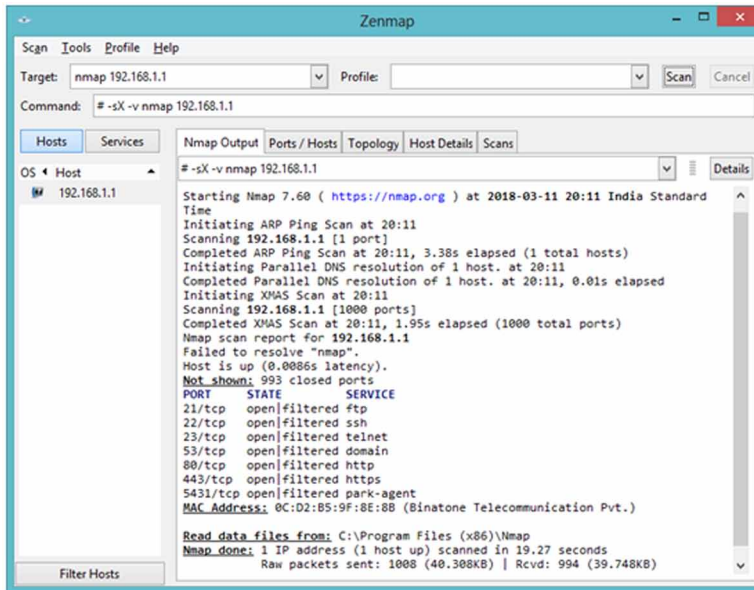 Zenmap
Scan Tools Profile Help
Target: nmap 192.168.1.1 Profile: Scan Cancel
Command: # -sX -v nmap 192.168.1.1
Hosts Services
OS Host
192.168.1.1
Filter Hosts
Nmap Output Ports / Hosts Topology Host Details Scans
# -sX -v nmap 192.168.1.1 Details
Starting Nmap 7.60 ( https://nmap.org ) at 2018-03-11 20:11 India Standard
Time
Initiating ARP Ping Scan at 20:11
Scanning 192.168.1.1 [1 port]
Completed ARP Ping Scan at 20:11, 3.38s elapsed (1 total hosts)
Initiating Parallel DNS resolution of 1 host. at 20:11
Completed Parallel DNS resolution of 1 host. at 20:11, 0.01s elapsed
Initiating XMAS Scan at 20:11
Scanning 192.168.1.1 [1000 ports]
Completed XMAS Scan at 20:11, 1.95s elapsed (1000 total ports)
Nmap scan report for 192.168.1.1
Failed to resolve "nmap".
Host is up (0.0086s latency).
Not shown: 993 closed ports
PORT STATE SERVICE
21/tcp open|filtered ftp
22/tcp open|filtered ssh
23/tcp open|filtered telnet
53/tcp open|filtered domain
80/tcp open|filtered http
443/tcp open|filtered https
5431/tcp open|filtered park-agent
MAC Address: 0C:D2:B5:9F:8E:8B (Binatone Telecommunication Pvt.)
Read data files from: C:\Program Files (x86)\Nmap
Nmap done: 1 IP address (1 host up) scanned in 19.27 seconds
Raw packets sent: 1008 (40.308KB) | Rcvd: 994 (39.748KB)